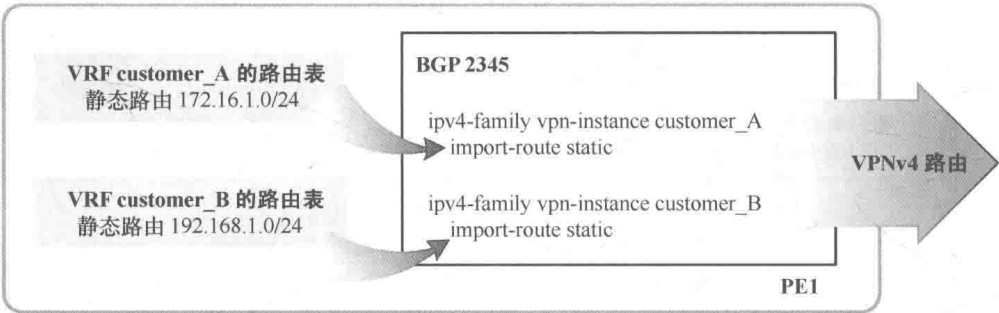 VRF customer_A 的路由表
静态路由 172.16.1.0/24
VRF customer_B 的路由表
静态路由 192.168.1.0/24
BGP 2345
ipv4-family vpn-instance customer_A
import-route static
ipv4-family vpn-instance customer_B
import-route static
VPNv4 路由
PE1